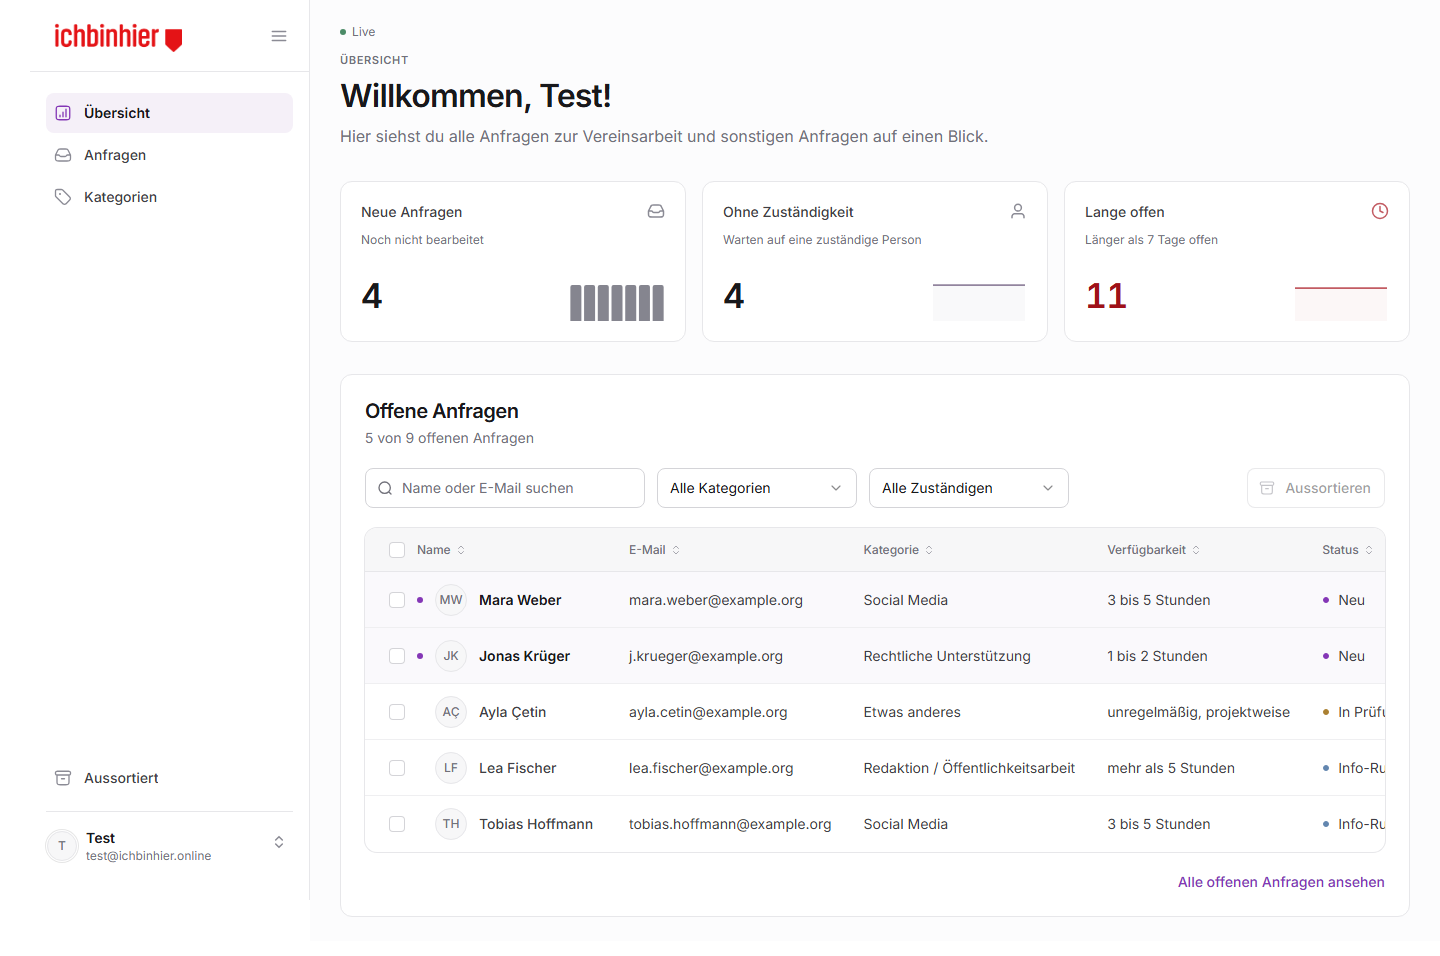 ichbinhier
Übersicht
Anfragen
Kategorien
Aussortiert
T
Test
test@ichbinhier.online
Live
ÜBERSICHT
Willkommen, Test!
Hier siehst du alle Anfragen zur Vereinsarbeit und sonstigen Anfragen auf einen Blick.
Neue Anfragen
Noch nicht bearbeitet
4
Ohne Zuständigkeit
Warten auf eine zuständige Person
4
Lange offen
Länger als 7 Tage offen
11
Offene Anfragen
5 von 9 offenen Anfragen
Name oder E-Mail suchen
Alle Kategorien
Alle Zuständigen
Aussortieren
Name E-Mail Kategorie Verfügbarkeit Status
MW Mara Weber mara.weber@example.org Social Media 3 bis 5 Stunden Neu
JK Jonas Krüger j.krueger@example.org Rechtliche Unterstützung 1 bis 2 Stunden Neu
AÇ Ayla Çetin ayla.cetin@example.org Etwas anderes unregelmäßig, projektweise In
LF Lea Fischer lea.fischer@example.org Redaktion / Öffentlichkeitsarbeit mehr als 5 Stunden
TH Tobias Hoffmann tobias.hoffmann@example.org Social Media 3 bis 5 Stunden
Alle offenen Anfragen ansehen